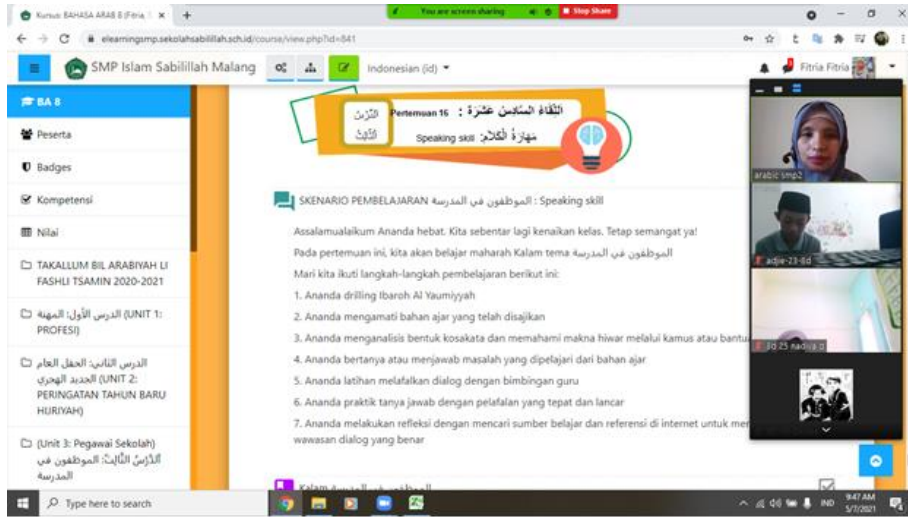 Kursus: BAHASA ARAB 8 (Fitria,
You are screen sharing
Stop Share
elearningsmp.sekolahsabilillah.sch.id/course/view.php?id=841
SMP Islam Sabilillah Malang
Indonesian (id)
Fitria Fitria
BA 8
Peserta
Badges
Kompetensi
Nilai
TAKALLUM BIL ARABIYAH LI
FASHLI TSAMIN 2020-2021
الدرس الأول: المهنة (UNIT 1:
PROFESI)
الدرس الثاني: الحفل العام
الجديد الهجري (UNIT 2:
PERINGATAN TAHUN BARU
HIJRIYAH)
(Unit 3: Pegawai Sekolah)
الدَّرْسُ الثَّالِثُ: الموظفون في
المدرسة
الدَّرْسُ
الثَّالِثُ
اَللِّقَاءُ السَّادِسَ عَشَرَةَ : Pertemuan 16
مَهَارَةُ الْكَلَامِ: Speaking skill
SKENARIO PEMBELAJARAN الموظفون في المدرسة : Speaking skill
Assalamualaikum Ananda hebat. Kita sebentar lagi kenaikan kelas. Tetap semangat ya!
Pada pertemuan ini, kita akan belajar maharah Kalam tema الموظفون في المدرسة
Mari kita ikuti langkah-langkah pembelajaran berikut ini:
1. Ananda drilling Ibaroh Al Yaumiyyah
2. Ananda mengamati bahan ajar yang telah disajikan
3. Ananda menganalisis bentuk kosakata dan memahami makna hiwar melalui kamus atau bantu
4. Ananda bertanya atau menjawab masalah yang dipelajari dari bahan ajar
5. Ananda latihan melafalkan dialog dengan bimbingan guru
6. Ananda praktik tanya jawab dengan pelafalan yang tepat dan lancar
7. Ananda melakukan refleksi dengan mencari sumber belajar dan referensi di internet untuk mer
wawasan dialog yang benar
Kalam الموظفون في المدرسة
arabic smp2
adjie-23-8d
8d 25 nadiya d
Type here to search
IND
9:47 AM
5/7/2021